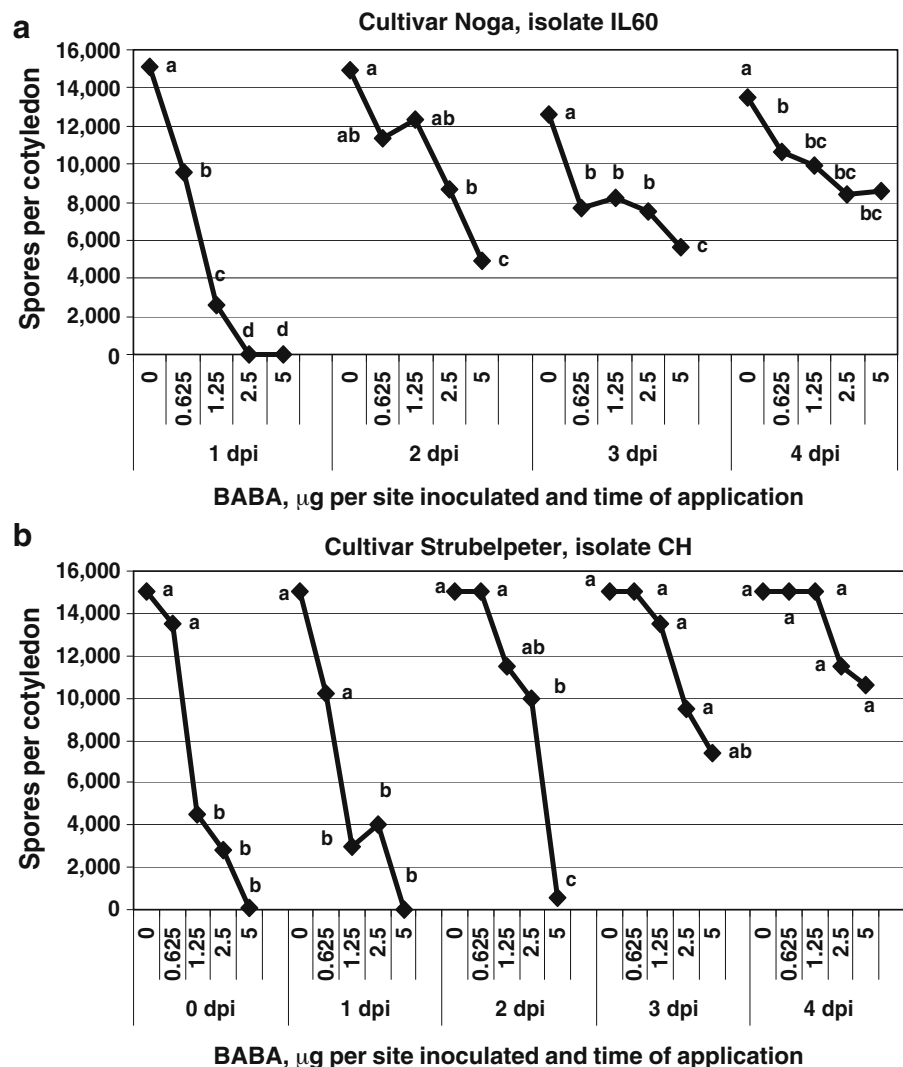 a
Cultivar Noga, isolate IL60
Spores per cotyledon
16,000
14,000
12,000
10,000
8,000
6,000
4,000
2,000
0
a b c d d
a ab ab b c
a b b b c
a b bc bc bc
0 0.625 1.25 2.5 5 0 0.625 1.25 2.5 5 0 0.625 1.25 2.5 5 0 0.625 1.25 2.5 5
1 dpi 2 dpi 3 dpi 4 dpi
BABA, μg per site inoculated and time of application
b
Cultivar Strubelpeter, isolate CH
Spores per cotyledon
16,000
14,000
12,000
10,000
8,000
6,000
4,000
2,000
0
a a b b b
a a b b b
a a ab b c
a a a a ab
a a a a a
0 0.625 1.25 2.5 5 0 0.625 1.25 2.5 5 0 0.625 1.25 2.5 5 0 0.625 1.25 2.5 5 0 0.625 1.25 2.5 5
0 dpi 1 dpi 2 dpi 3 dpi 4 dpi
BABA, μg per site inoculated and time of application